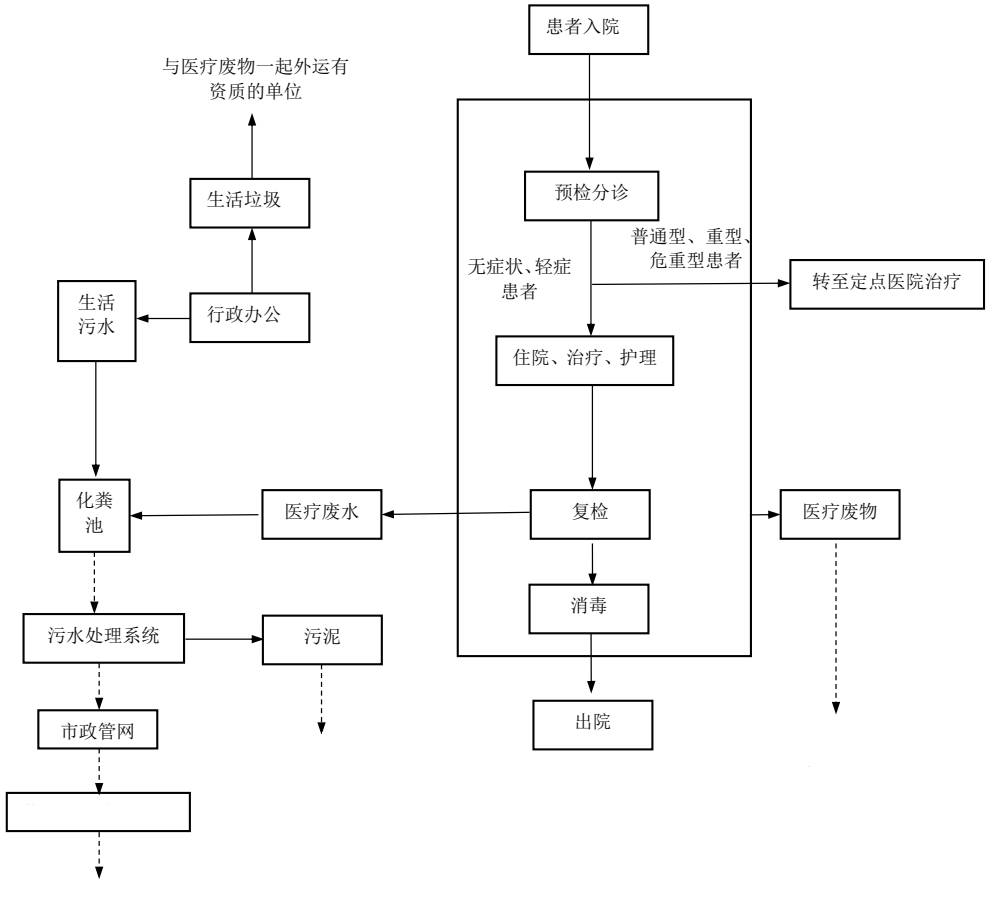 患者入院
与医疗废物一起外运有
资质的单位
预检分诊
生活垃圾
普通型、重型、
危重型患者
无症状、轻症
患者
转至定点医院治疗
生活
污水
行政办公
住院、治疗、护理
化粪
池
医疗废水
复检
医疗废物
消毒
污水处理系统
污泥
市政管网
出院